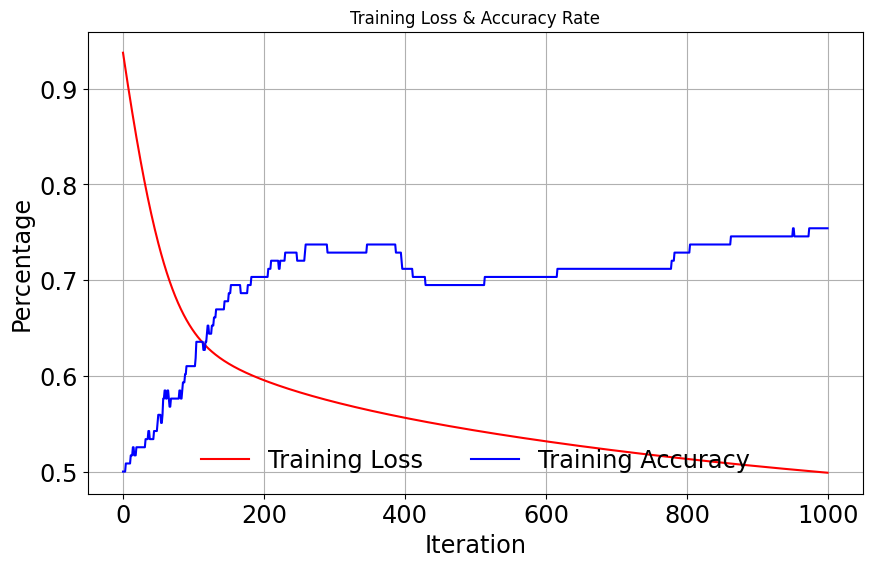 Training Loss & Accuracy Rate
Percentage
0.9
0.8
0.7
0.6
0.5
Training Loss Training Accuracy
0 200 400 600 800 1000
Iteration